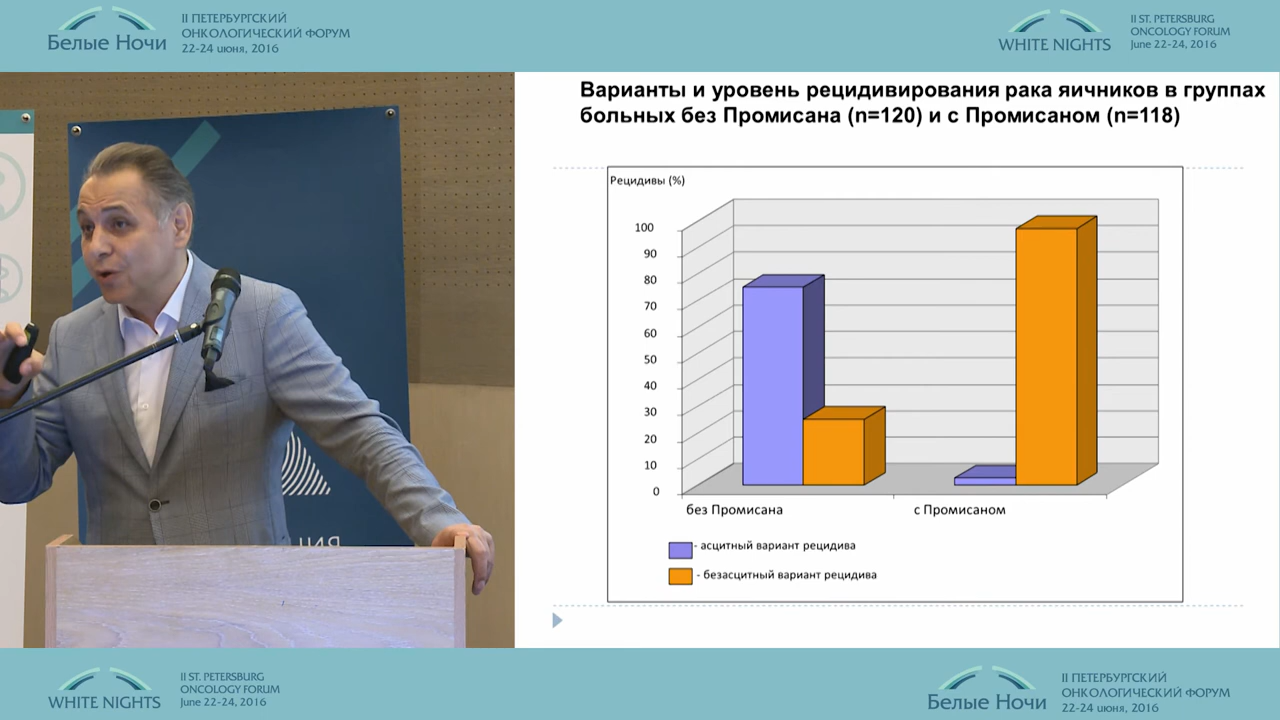 Белые Ночи
II ПЕТЕРБУРГСКИЙ
ОНКОЛОГИЧЕСКИЙ ФОРУМ
22-24 июня, 2016
WHITE NIGHTS
II ST. PETERSBURG
ONCOLOGY FORUM
June 22-24, 2016
Варианты и уровень рецидивирования рака яичников в группах
больных без Промисана (n=120) и с Промисаном (n=118)
Рецидивы (%)
100
90
80
70
60
50
40
30
20
10
0
без Промисана
с Промисаном
- асцитный вариант рецидива
- безасцитный вариант рецидива
WHITE NIGHTS
II ST. PETERSBURG
ONCOLOGY FORUM
June 22-24, 2016
Белые Ночи
II ПЕТЕРБУРГСКИЙ
ОНКОЛОГИЧЕСКИЙ ФОРУМ
22-24 июня, 2016